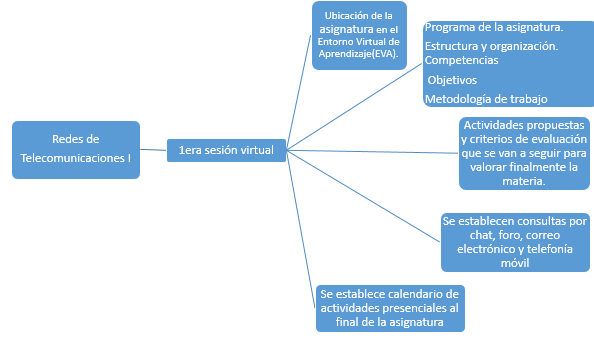 Ubicación de la
asignatura en el
Entorno Virtual de
Aprendizaje(EVA).
Programa de la asignatura.
Estructura y organización.
Competencias
Objetivos
Metodología de trabajo
Redes de
Telecomunicaciones I
1era sesión virtual
Actividades propuestas
y criterios de evaluación
que se van a seguir para
valorar finalmente la
materia.
Se establecen consultas por
chat, foro, correo
electrónico y telefonía
móvil
Se establece calendario de
actividades presenciales al
final de la asignatura